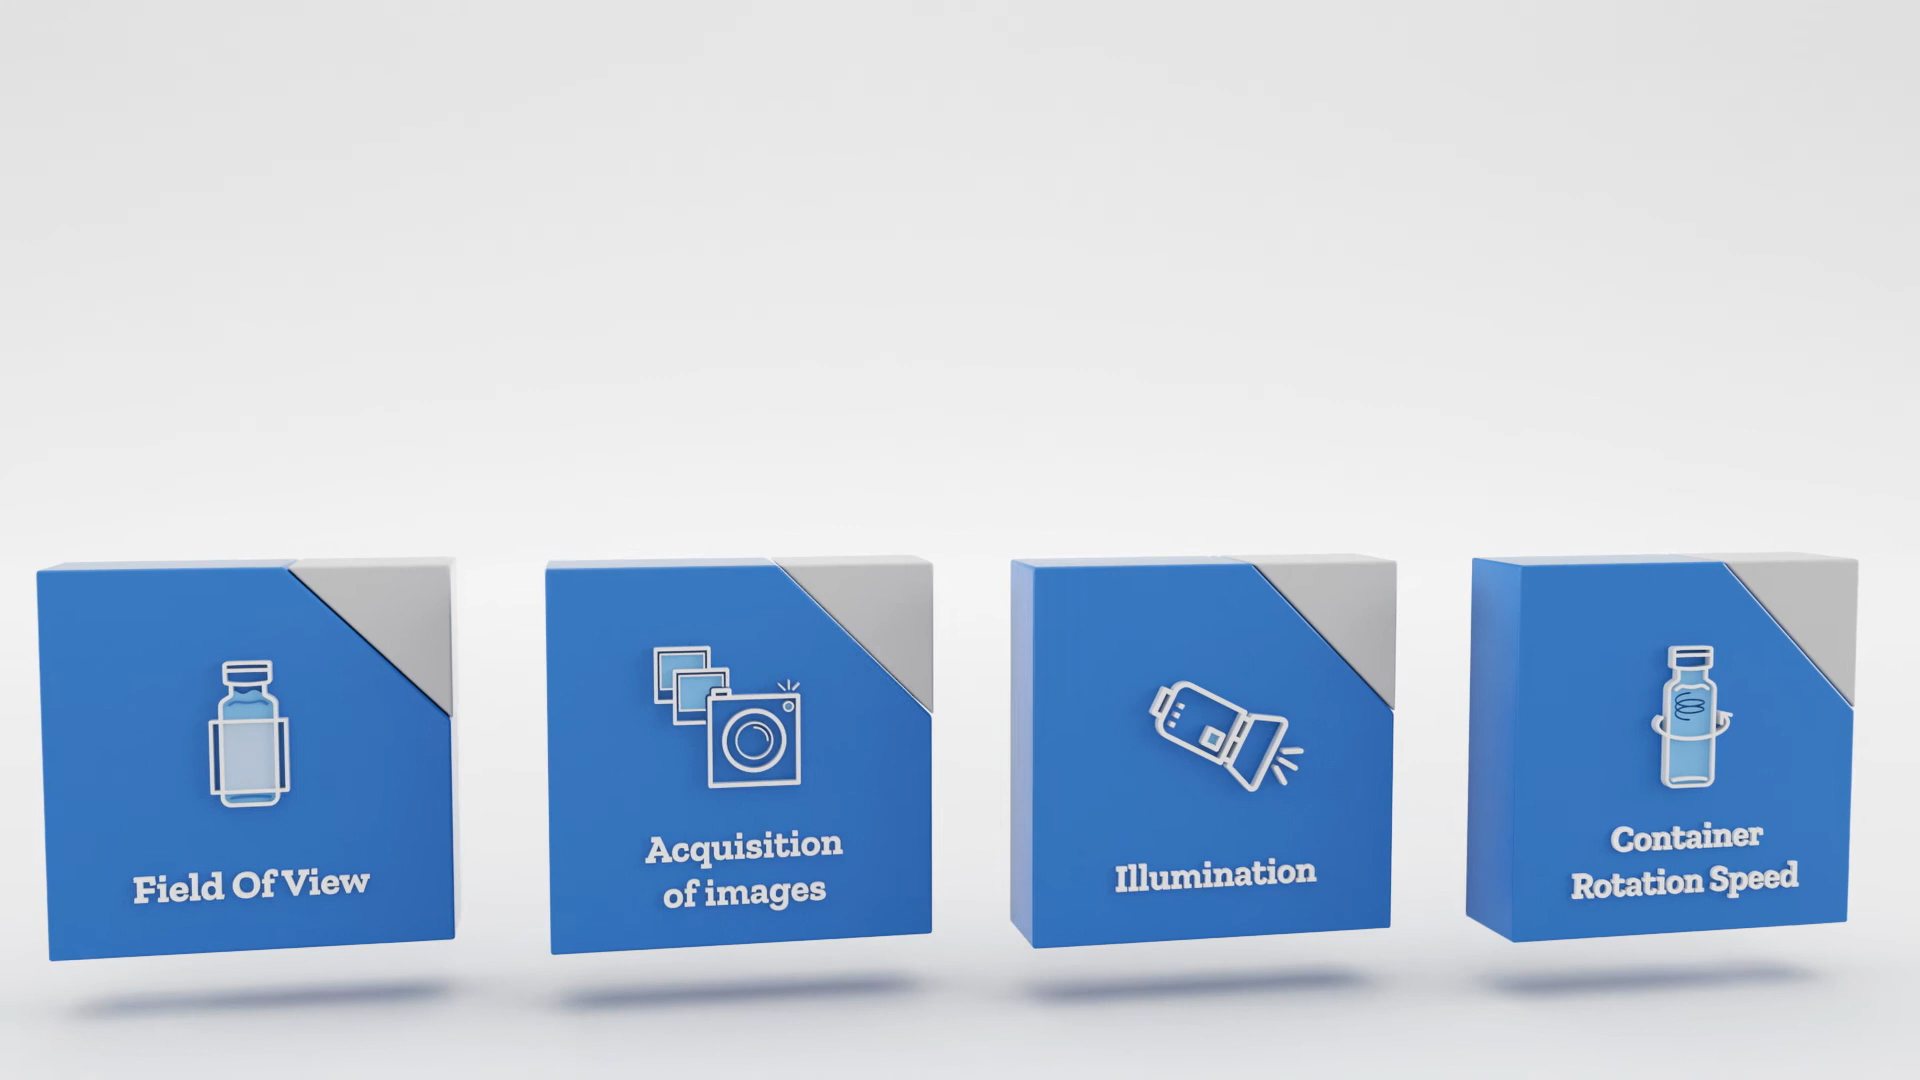 Field Of View
Acquisition
of images
Illumination
Container
Rotation Speed